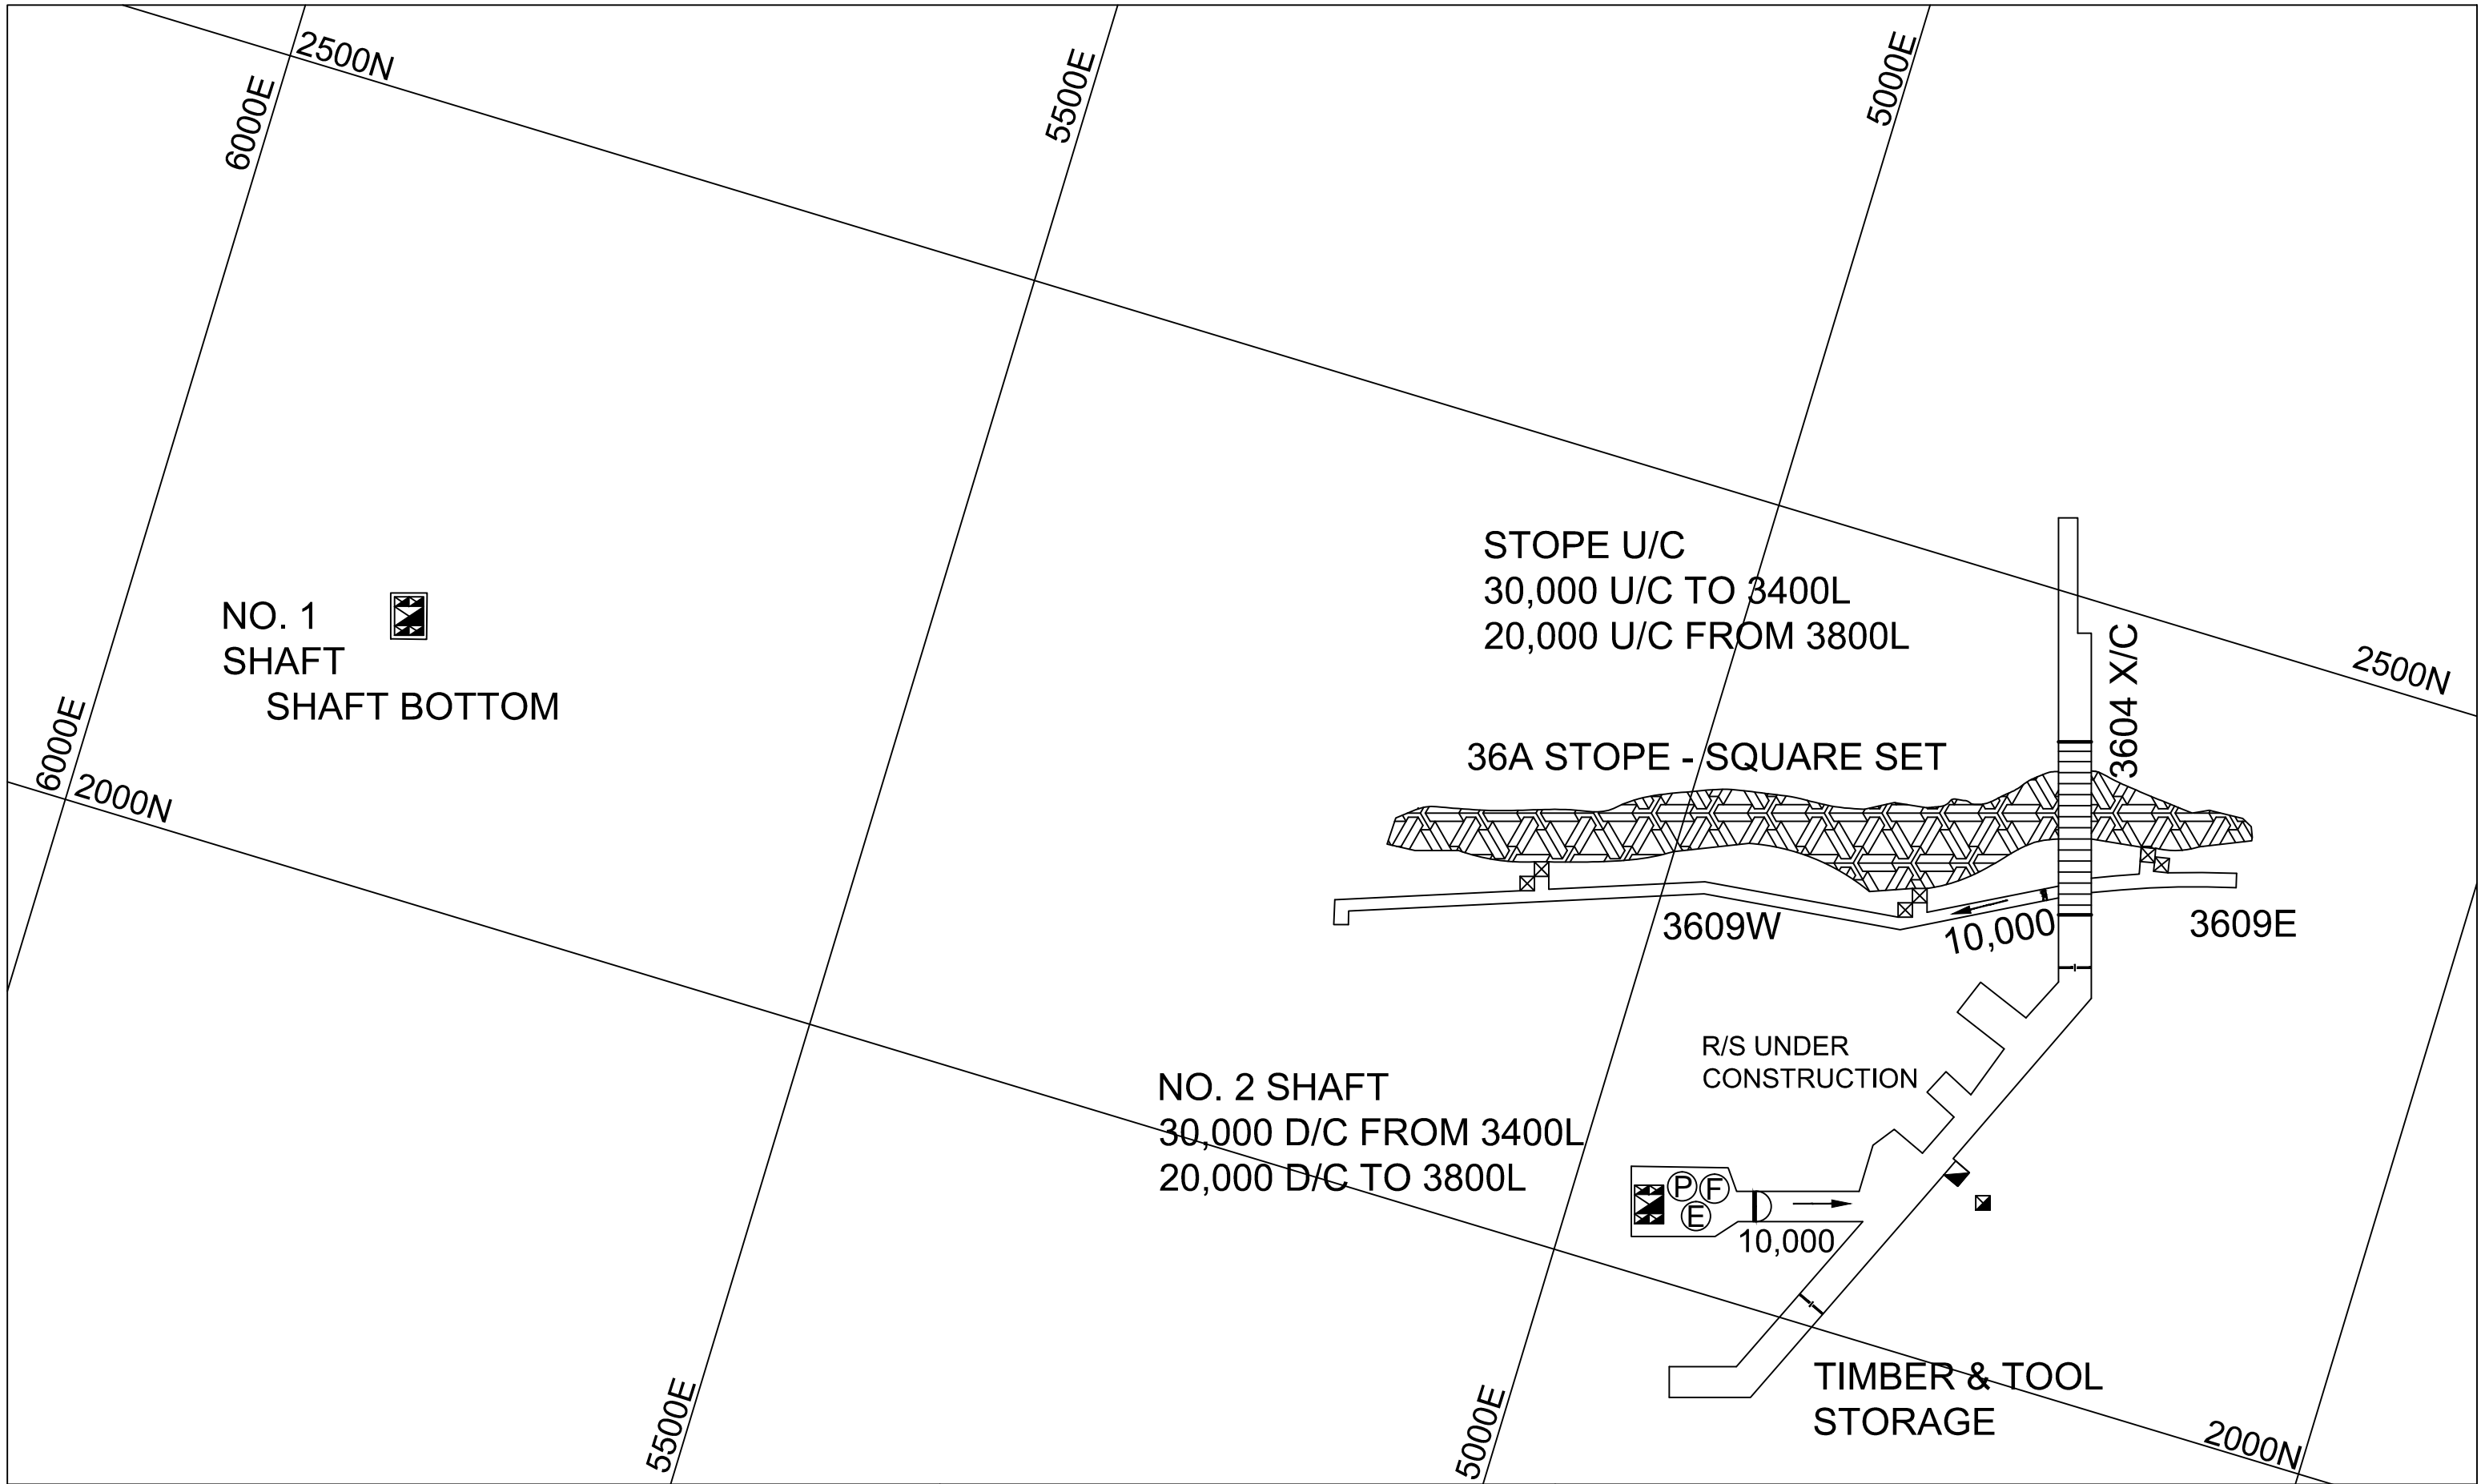 2500N
6000E
5500E
5000E
STOPE U/C
30,000 U/C TO 3400L
20,000 U/C FROM 3800L
NO. 1
SHAFT
SHAFT BOTTOM
3604 X/C
2500N
6000E
2000N
36A STOPE - SQUARE SET
3609W
10,000
3609E
R/S UNDER
CONSTRUCTION
NO. 2 SHAFT
30,000 D/C FROM 3400L
20,000 D/C TO 3800L
P F
E
10,000
TIMBER & TOOL
STORAGE
5500E
5000E
2000N